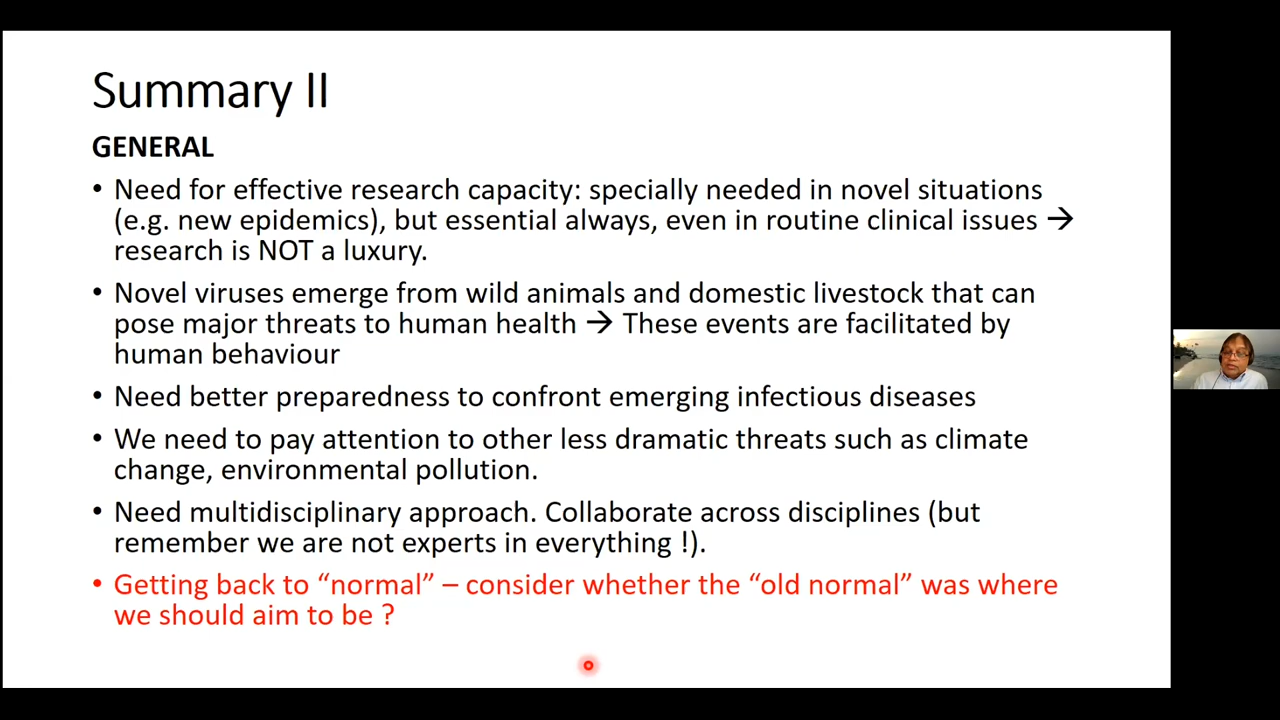 Summary II
GENERAL
• Need for effective research capacity: specially needed in novel situations
(e.g. new epidemics), but essential always, even in routine clinical issues →
research is NOT a luxury.
• Novel viruses emerge from wild animals and domestic livestock that can
pose major threats to human health → These events are facilitated by
human behaviour
• Need better preparedness to confront emerging infectious diseases
• We need to pay attention to other less dramatic threats such as climate
change, environmental pollution.
• Need multidisciplinary approach. Collaborate across disciplines (but
remember we are not experts in everything !).
• Getting back to “normal” – consider whether the “old normal” was where
we should aim to be ?